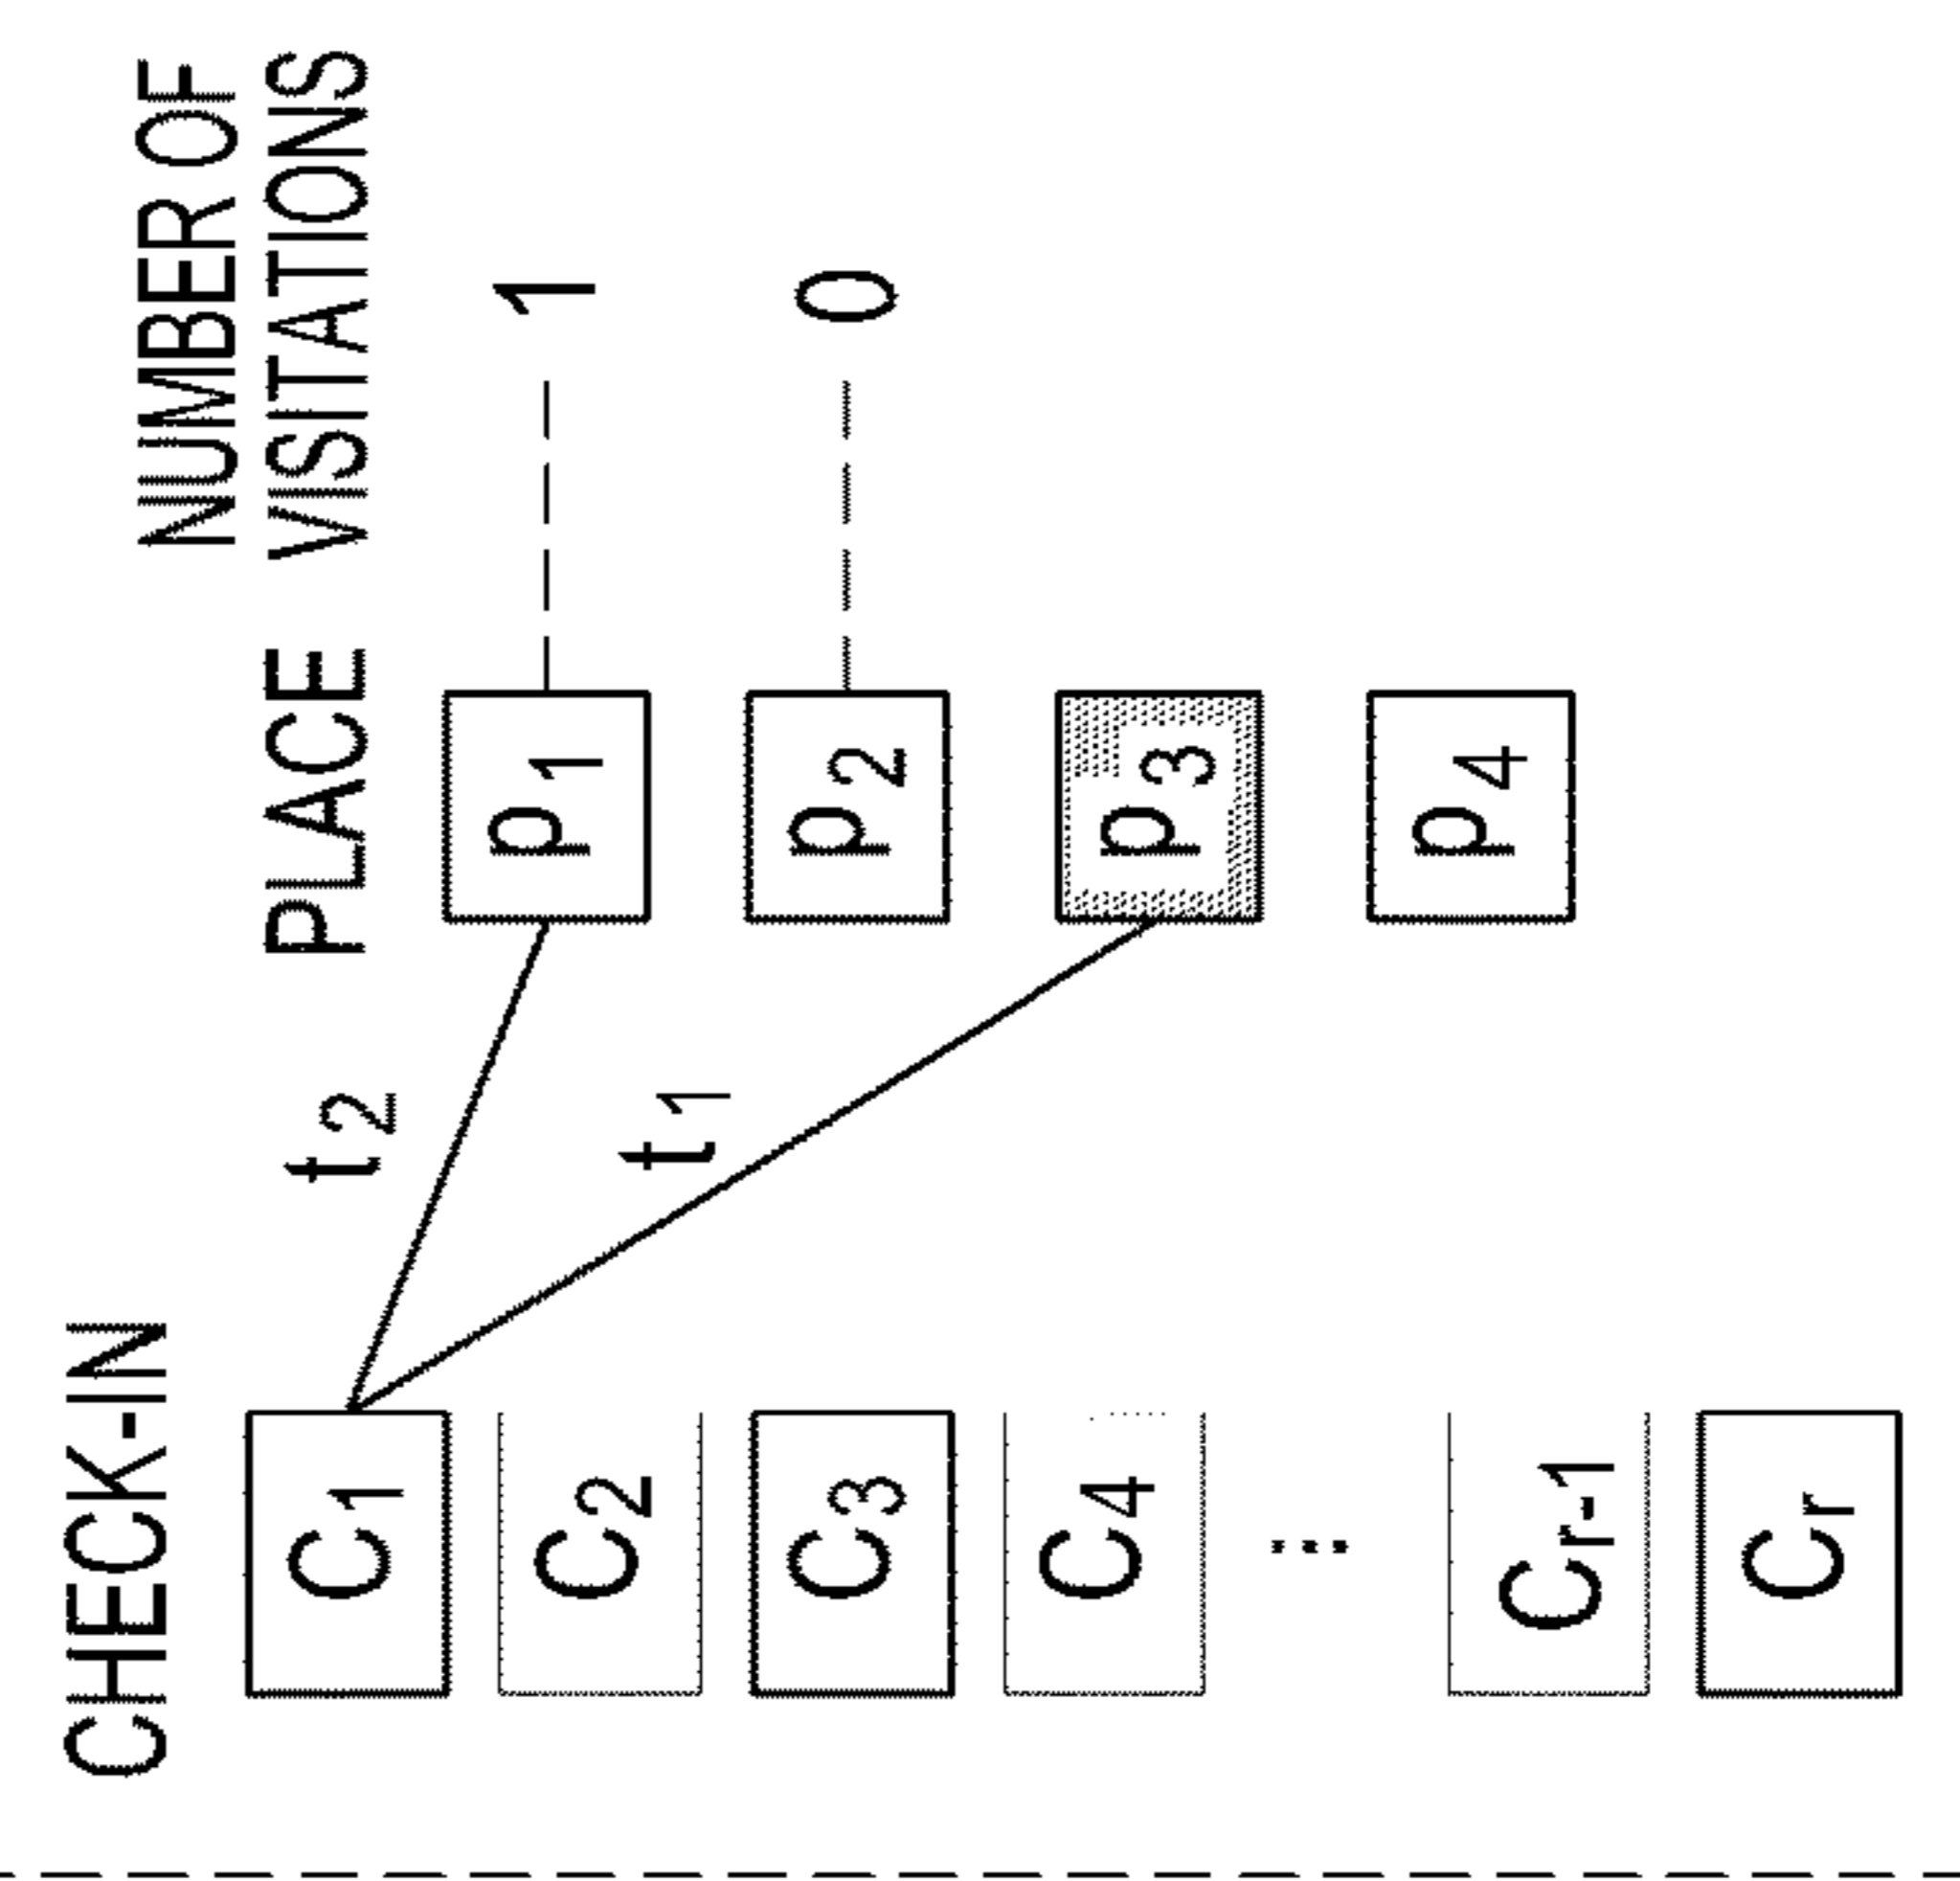 CHECK-IN
PLACE
NUMBER OF
VISITATIONS
C1
C2
C3
C4
...
Cr-1
Cr
t2
t1
p1
p2
p3
p4
1
0